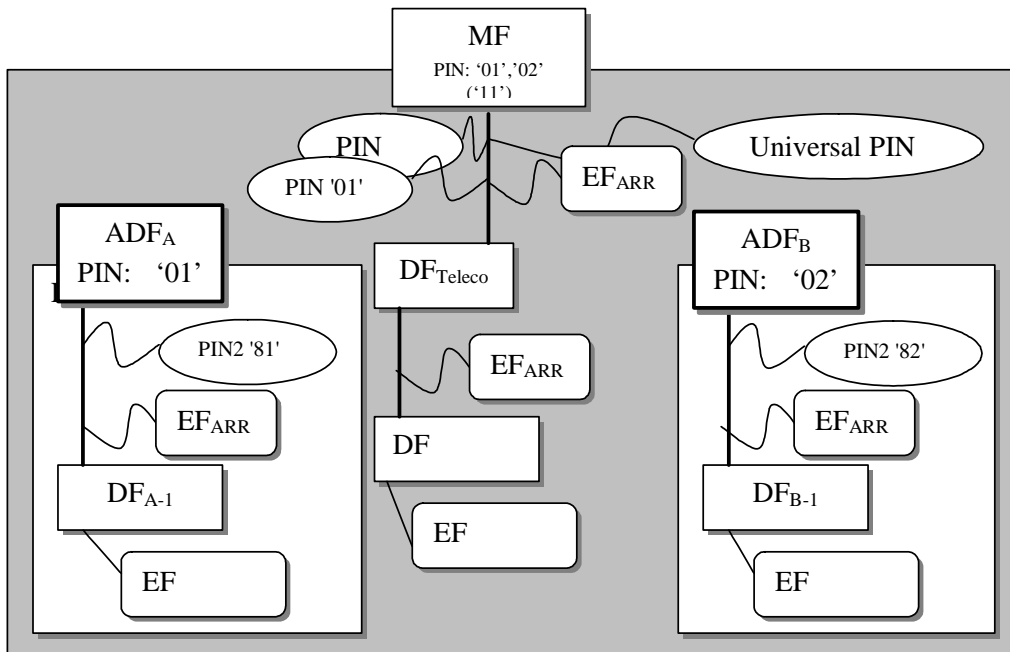 MF
PIN: ‘01’,’02’
(‘11’)
PIN
PIN '01'
EFARR
Universal PIN
ADFA
PIN: ‘01’
DFTeleco
ADFB
PIN: ‘02’
PIN2 '81'
EFARR
PIN2 '82'
EFARR
DF
EFARR
DFA-1
DFB-1
EF
EF
EF